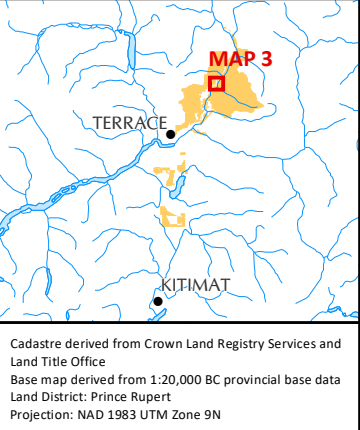 MAP 3
TERRACE
KITIMAT
Cadastre derived from Crown Land Registry Services and
Land Title Office
Base map derived from 1:20,000 BC provincial base data
Land District: Prince Rupert
Projection: NAD 1983 UTM Zone 9N